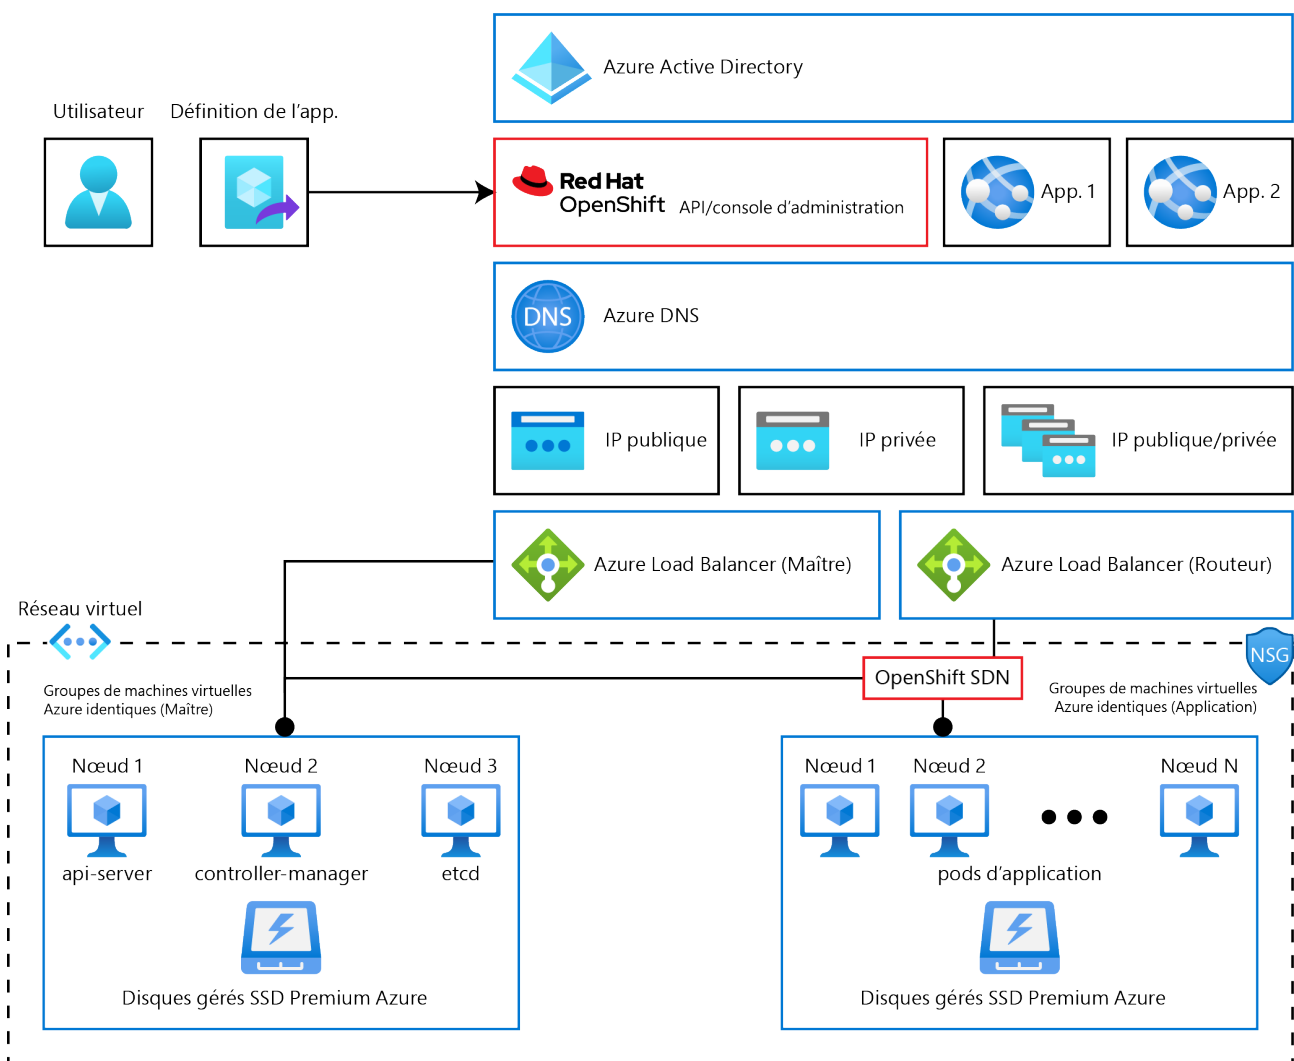 Azure Active Directory
Utilisateur
Définition de l'app.
Red Hat
OpenShift
API/console d'administration
App. 1
App. 2
DNS
Azure DNS
IP publique
IP privée
IP publique/privée
Azure Load Balancer (Maître)
Azure Load Balancer (Routeur)
Réseau virtuel
NSG
OpenShift SDN
Groupes de machines virtuelles
Azure identiques (Maître)
Groupes de machines virtuelles
Azure identiques (Application)
Nœud 1
Nœud 2
Nœud 3
api-server
controller-manager
etcd
Disques gérés SSD Premium Azure
Nœud 1
Nœud 2
Nœud N
pods d'application
Disques gérés SSD Premium Azure